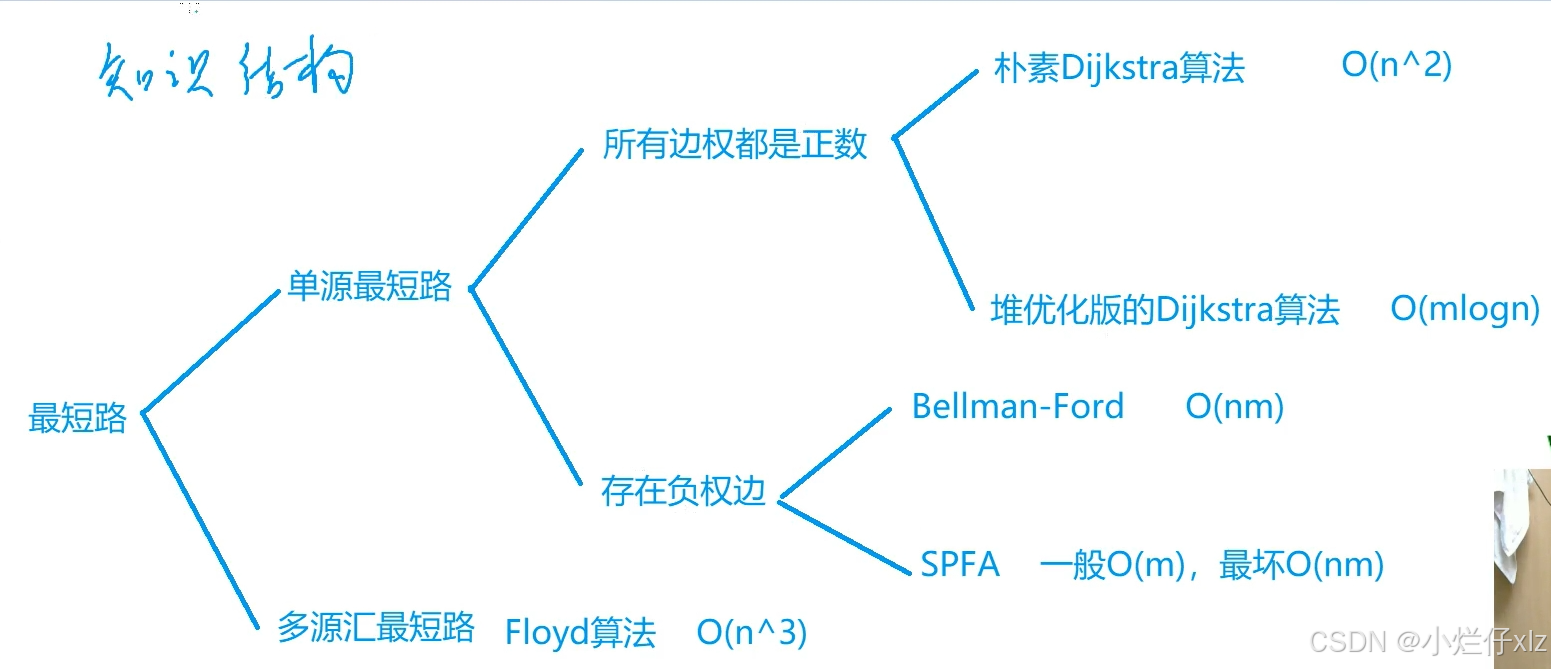 知识结构
朴素Dijkstra算法 O(n^2)
所有边权都是正数
单源最短路
堆优化版的Dijkstra算法 O(mlogn)
最短路
Bellman-Ford O(nm)
存在负权边
SPFA 一般O(m)，最坏O(nm)
多源汇最短路 Floyd算法 O(n^3)
CSDN @小烂仔xlz